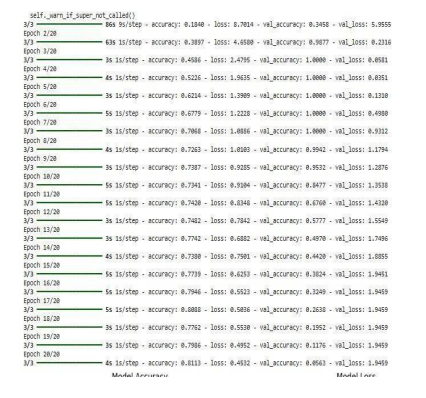 self._warn_if_super_not_called()
3/3 86s 9s/step - accuracy: 0.1840 - loss: 8.7014 - val_accuracy: 0.3458 - val_loss: 5.9555
Epoch 2/20
3/3 63s 1s/step - accuracy: 0.3897 - loss: 4.6580 - val_accuracy: 0.9877 - val_loss: 0.2316
Epoch 3/20
3/3 3s 1s/step - accuracy: 0.4586 - loss: 2.4795 - val_accuracy: 1.0000 - val_loss: 0.0581
Epoch 4/20
3/3 4s 1s/step - accuracy: 0.5226 - loss: 1.9635 - val_accuracy: 1.0000 - val_loss: 0.0351
Epoch 5/20
3/3 3s 1s/step - accuracy: 0.6214 - loss: 1.3909 - val_accuracy: 1.0000 - val_loss: 0.1310
Epoch 6/20
3/3 5s 1s/step - accuracy: 0.6779 - loss: 1.2228 - val_accuracy: 1.0000 - val_loss: 0.4980
Epoch 7/20
3/3 3s 1s/step - accuracy: 0.7068 - loss: 1.0886 - val_accuracy: 1.0000 - val_loss: 0.9312
Epoch 8/20
3/3 4s 1s/step - accuracy: 0.7263 - loss: 1.0103 - val_accuracy: 0.9942 - val_loss: 1.1794
Epoch 9/20
3/3 3s 1s/step - accuracy: 0.7387 - loss: 0.9285 - val_accuracy: 0.9532 - val_loss: 1.2876
Epoch 10/20
3/3 5s 1s/step - accuracy: 0.7341 - loss: 0.9104 - val_accuracy: 0.8477 - val_loss: 1.3538
Epoch 11/20
3/3 5s 1s/step - accuracy: 0.7420 - loss: 0.8348 - val_accuracy: 0.6760 - val_loss: 1.4320
Epoch 12/20
3/3 3s 1s/step - accuracy: 0.7482 - loss: 0.7842 - val_accuracy: 0.5777 - val_loss: 1.5549
Epoch 13/20
3/3 3s 1s/step - accuracy: 0.7742 - loss: 0.6882 - val_accuracy: 0.4970 - val_loss: 1.7496
Epoch 14/20
3/3 4s 1s/step - accuracy: 0.7380 - loss: 0.7501 - val_accuracy: 0.4420 - val_loss: 1.8855
Epoch 15/20
3/3 5s 1s/step - accuracy: 0.7739 - loss: 0.6253 - val_accuracy: 0.3824 - val_loss: 1.9451
Epoch 16/20
3/3 5s 1s/step - accuracy: 0.7946 - loss: 0.5523 - val_accuracy: 0.3249 - val_loss: 1.9459
Epoch 17/20
3/3 5s 1s/step - accuracy: 0.8088 - loss: 0.5036 - val_accuracy: 0.2638 - val_loss: 1.9459
Epoch 18/20
3/3 3s 1s/step - accuracy: 0.7762 - loss: 0.5530 - val_accuracy: 0.1952 - val_loss: 1.9459
Epoch 19/20
3/3 3s 1s/step - accuracy: 0.7986 - loss: 0.4952 - val_accuracy: 0.1176 - val_loss: 1.9459
Epoch 20/20
3/3 4s 1s/step - accuracy: 0.8113 - loss: 0.4532 - val_accuracy: 0.0563 - val_loss: 1.9459
Model Accuracy Model Loss